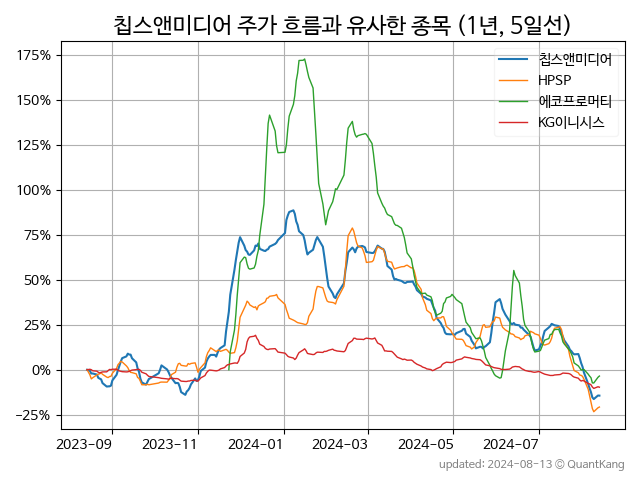 칩스앤미디어 주가 흐름과 유사한 종목 (1년, 5일선)
175%
150%
125%
100%
75%
50%
25%
0%
−25%
칩스앤미디어
HPSP
에코프로머티
KG이니시스
2023-09 2023-11 2024-01 2024-03 2024-05 2024-07
updated: 2024-08-13 © QuantKang